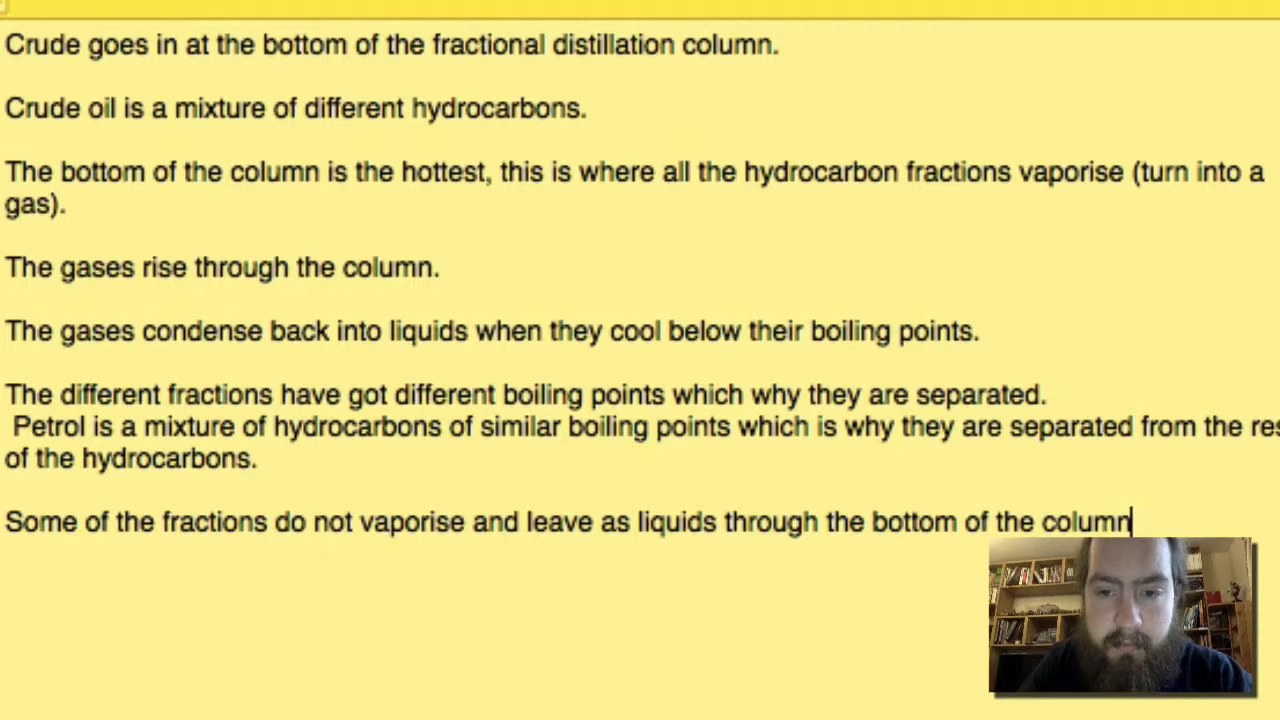 Crude goes in at the bottom of the fractional distillation column.
Crude oil is a mixture of different hydrocarbons.
The bottom of the column is the hottest, this is where all the hydrocarbon fractions vaporise (turn into a
gas).
The gases rise through the column.
The gases condense back into liquids when they cool below their boiling points.
The different fractions have got different boiling points which why they are separated.
Petrol is a mixture of hydrocarbons of similar boiling points which is why they are separated from the res
of the hydrocarbons.
Some of the fractions do not vaporise and leave as liquids through the bottom of the column